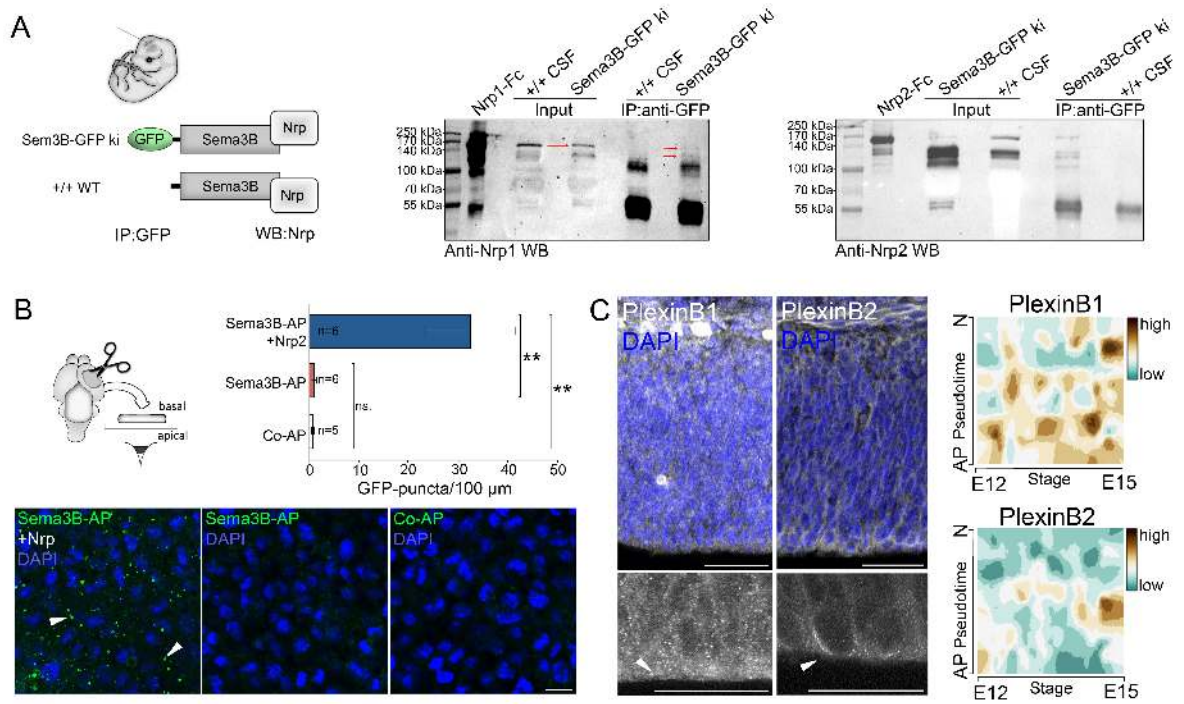 A
Sem3B-GFP ki
GFP
Sema3B
Nrp
+/+ WT
Sema3B
Nrp
IP:GFP
WB:Nrp
Nrp1-Fc
+/+ CSF
Sema3B-GFP ki
+/+ CSF
Sema3B-GFP ki
Input
IP:anti-GFP
250 kDa
170 kDa
140 kDa
100 kDa
70 kDa
55 kDa
Anti-Nrp1 WB
Nrp2-Fc
Sema3B-GFP ki
+/+ CSF
Sema3B-GFP ki
+/+ CSF
Input
IP:anti-GFP
250 kDa
170 kDa
140 kDa
100 kDa
70 kDa
55 kDa
Anti-Nrp2 WB
B
basal
apical
Sema3B-AP
+Nrp2
n=6
Sema3B-AP
n=6
Co-AP
n=5
ns.
**
**
0 10 20 30 40 50
GFP-puncta/100 µm
Sema3B-AP
+Nrp
DAPI
Sema3B-AP
DAPI
Co-AP
DAPI
C
PlexinB1
DAPI
PlexinB2
DAPI
PlexinB1
N
AP Pseudotime
high
low
E12 Stage E15
PlexinB2
N
AP Pseudotime
high
low
E12 Stage E15